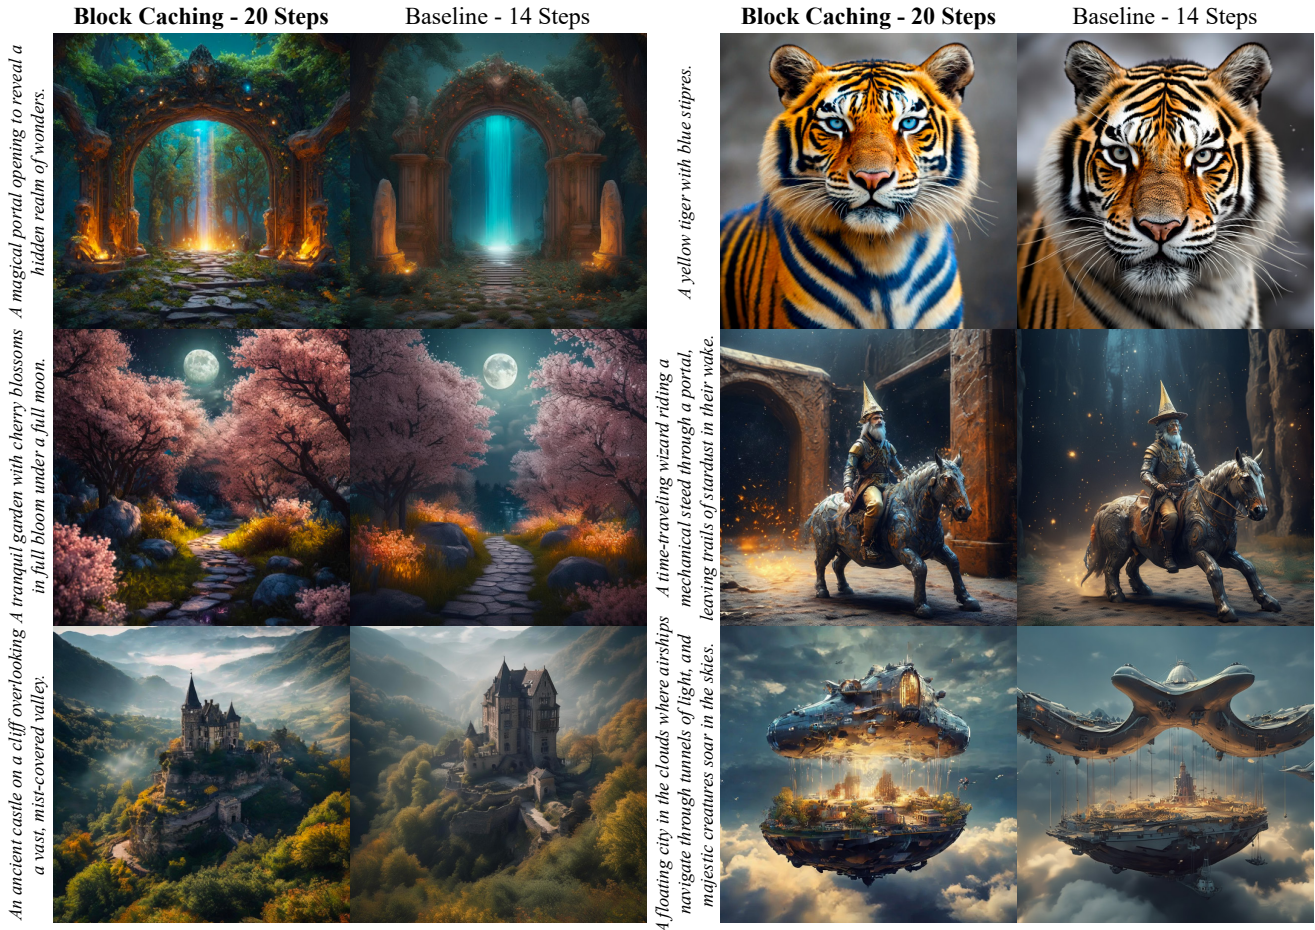 Block Caching - 20 Steps
Baseline - 14 Steps
Block Caching - 20 Steps
Baseline - 14 Steps
A magical portal opening to reveal a
hidden realm of wonders.
A yellow tiger with blue stipres.
A tranquil garden with cherry blossoms
in full bloom under a full moon.
A time-traveling wizard riding a
mechanical steed through a portal,
leaving trails of stardust in their wake.
An ancient castle on a cliff overlooking
a vast, mist-covered valley.
A floating city in the clouds where airships
navigate through tunnels of light, and
majestic creatures soar in the skies.